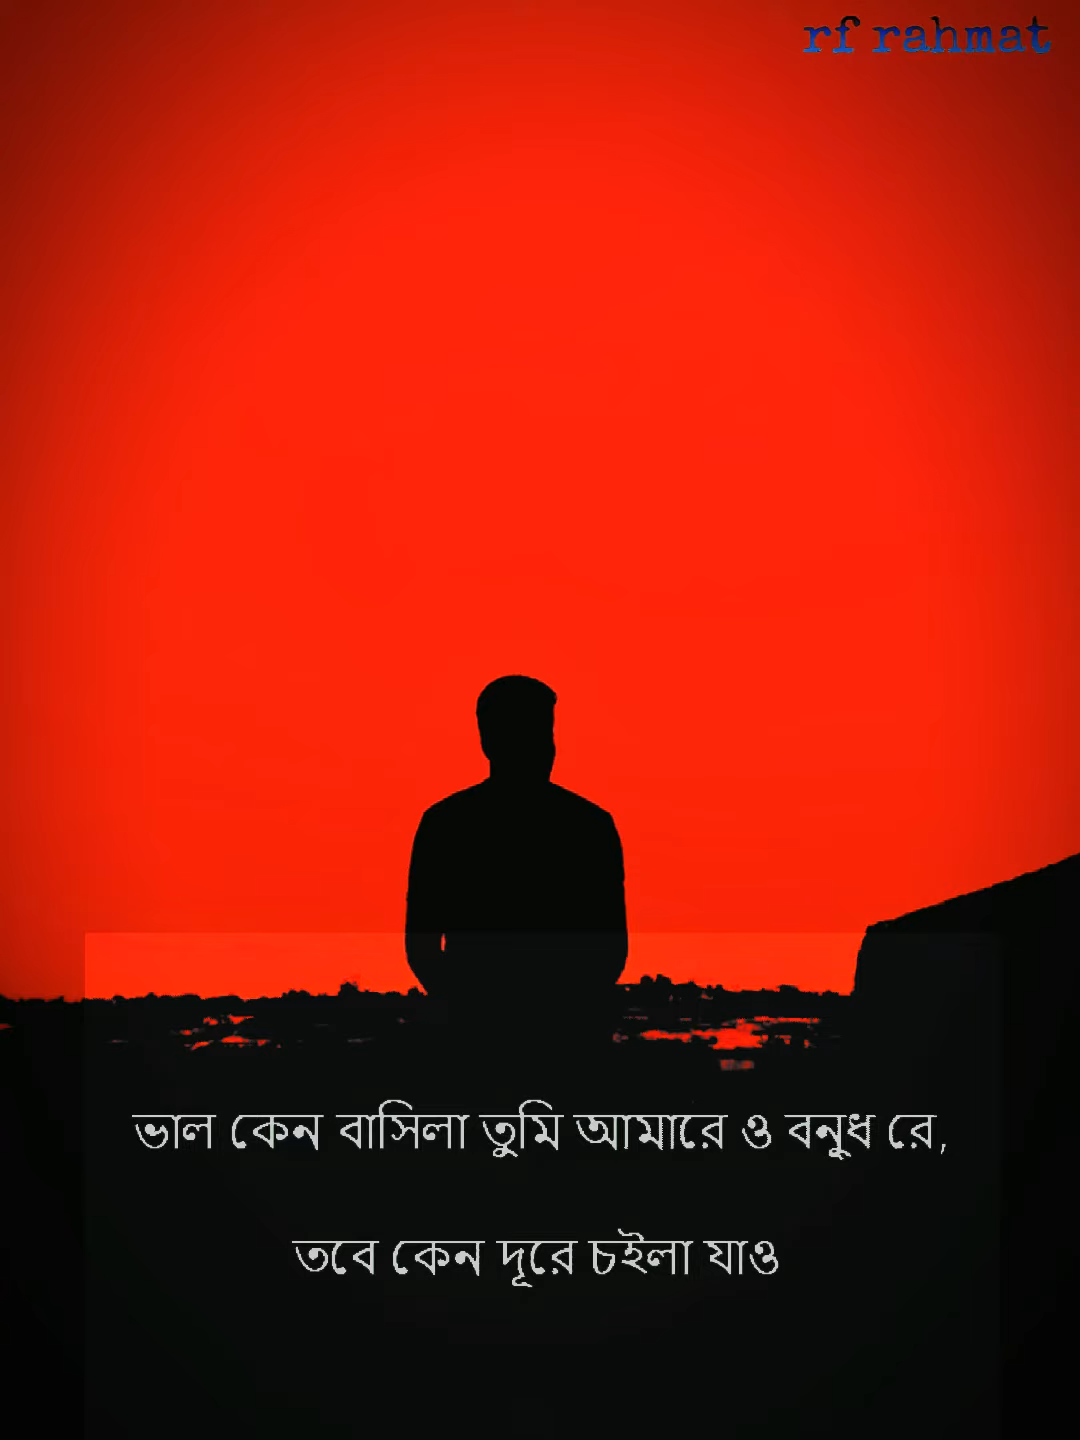 rf rahmat
ভাল কেন বাসিলা তুমি আমারে ও বনুধ রে,
তবে কেন দূরে চইলা যাও